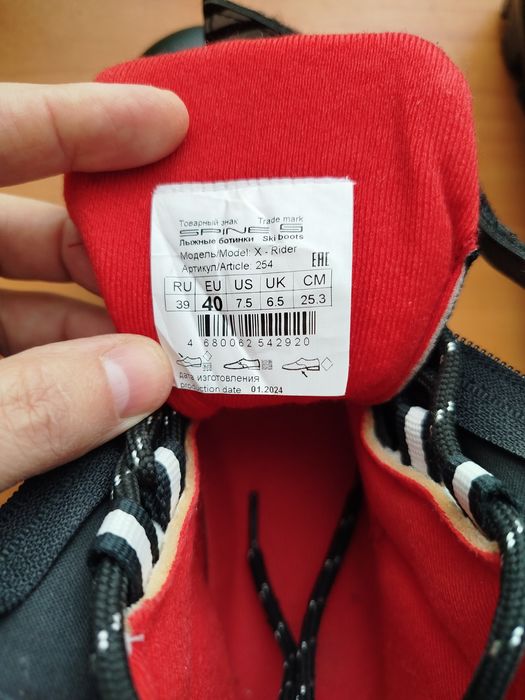 Товарный знак Trade mark
SPINE S
Лыжные ботинки Ski boots
Модель/Model: X - Rider
Артикул/Article 254
EAC
RU EU US UK CM
39 40 7.5 6.5 25.3
4 680062 542920
дата изготовления
production date 01.2024